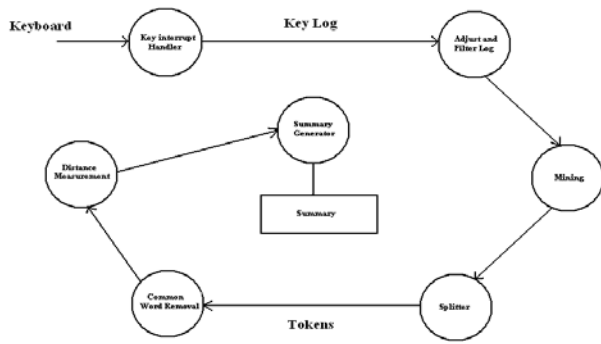 Keyboard
Key Log
Key interrupt
Handler
Adjust and
Filter Log
Summary
Generator
Distance
Mearurement
Mining
Summary
Common
Word Removal
Splitter
Tokens